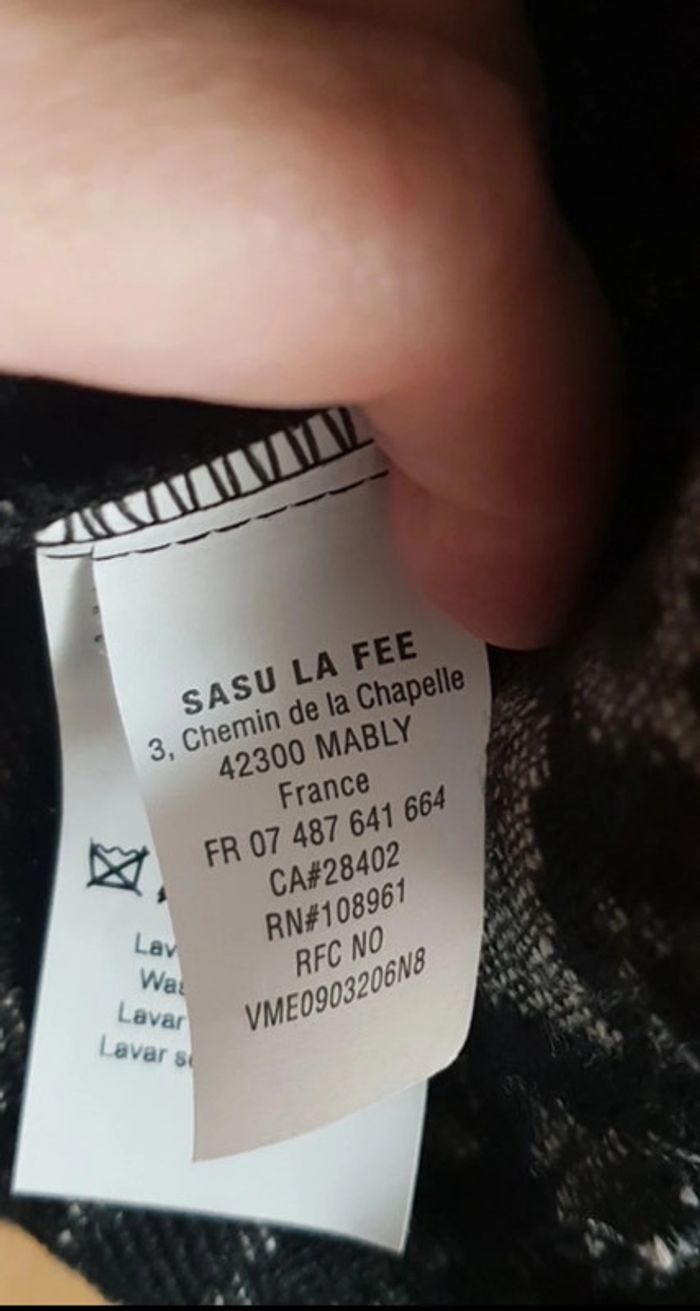 SASU LA FEE
3, Chemin de la Chapelle
42300 MABLY
France
FR 07 487 641 664
CA#28402
RN#108961
RFC NO
VME0903206N8
Lavar